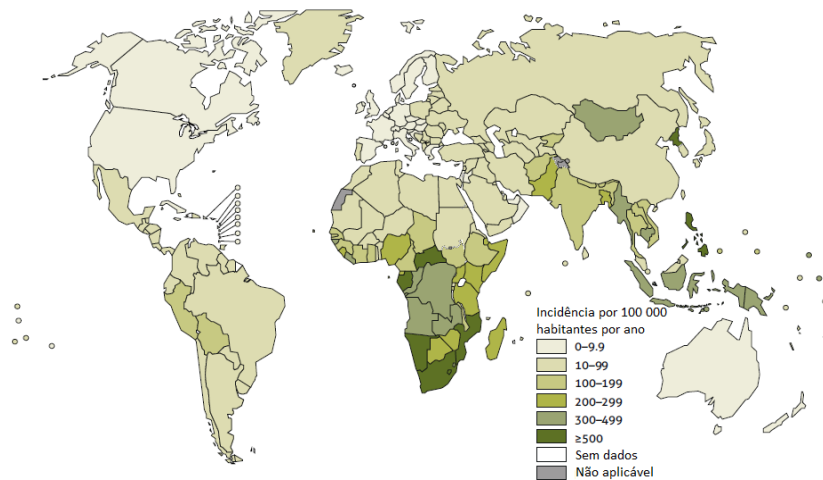 Incidência por 100 000
habitantes por ano
0–9.9
10–99
100–199
200–299
300–499
≥500
Sem dados
Não aplicável